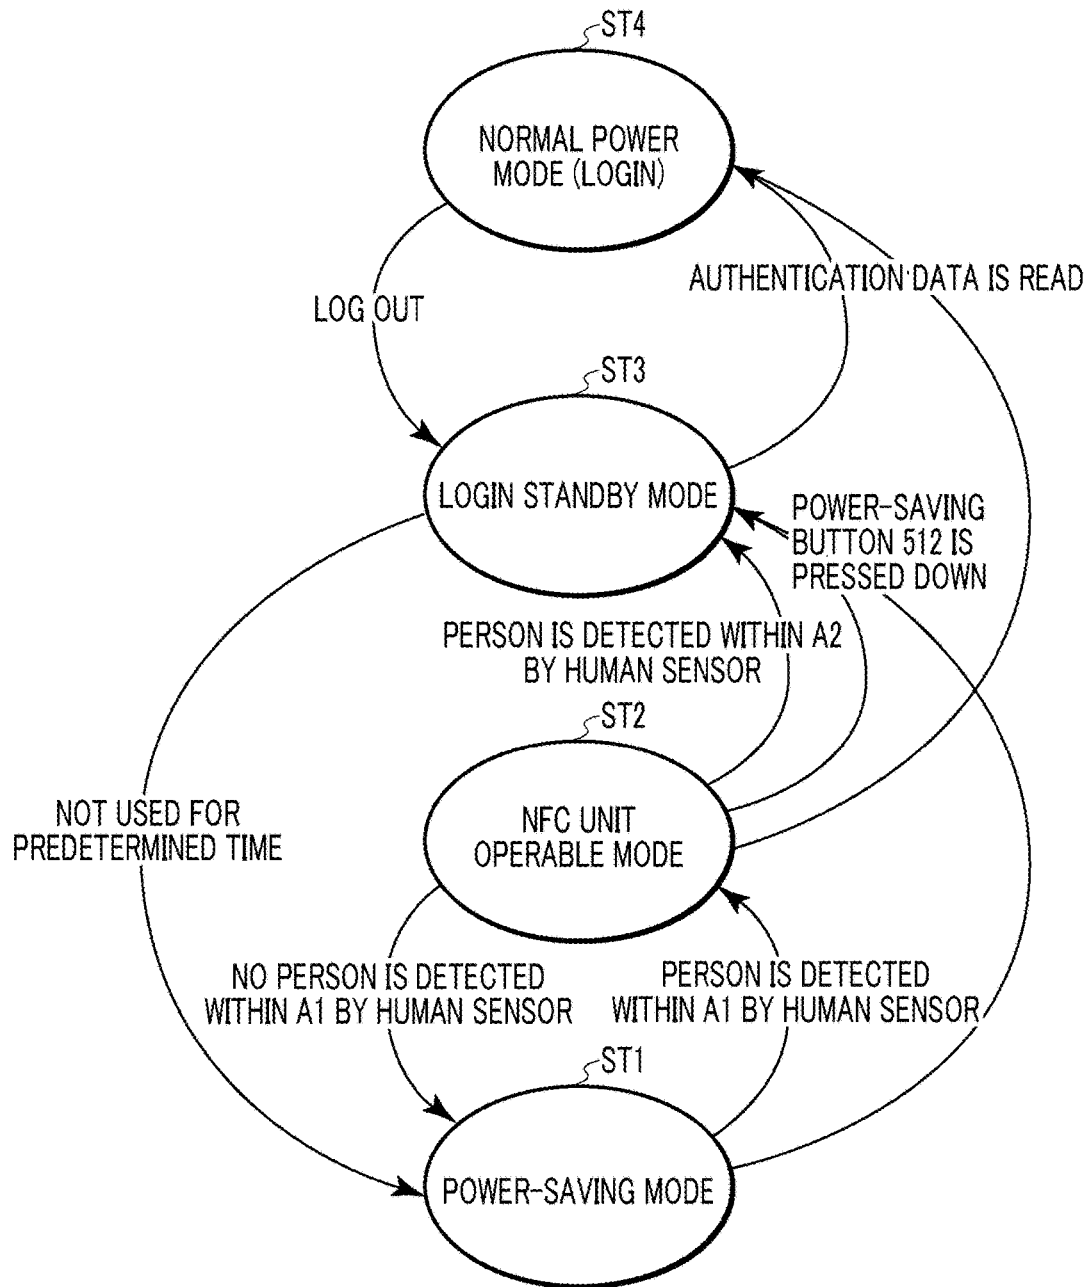 ST4
NORMAL POWER
MODE (LOGIN)
AUTHENTICATION DATA IS READ
LOG OUT
ST3
LOGIN STANDBY MODE
POWER-SAVING
BUTTON 512 IS
PRESSED DOWN
PERSON IS DETECTED WITHIN A2
BY HUMAN SENSOR
ST2
NOT USED FOR
PREDETERMINED TIME
NFC UNIT
OPERABLE MODE
NO PERSON IS DETECTED
WITHIN A1 BY HUMAN SENSOR
PERSON IS DETECTED
WITHIN A1 BY HUMAN SENSOR
ST1
POWER-SAVING MODE